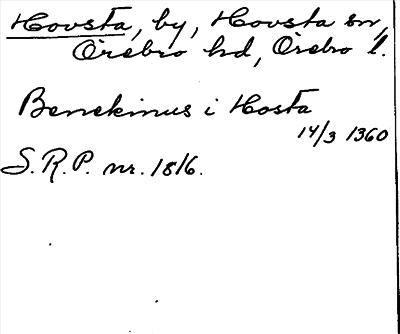 Hovsta, by, Hovsta sn,
Örebro hd, Örebro l.
Benekinus i Hosta
14/3 1360
S.R.P. nr. 1816.